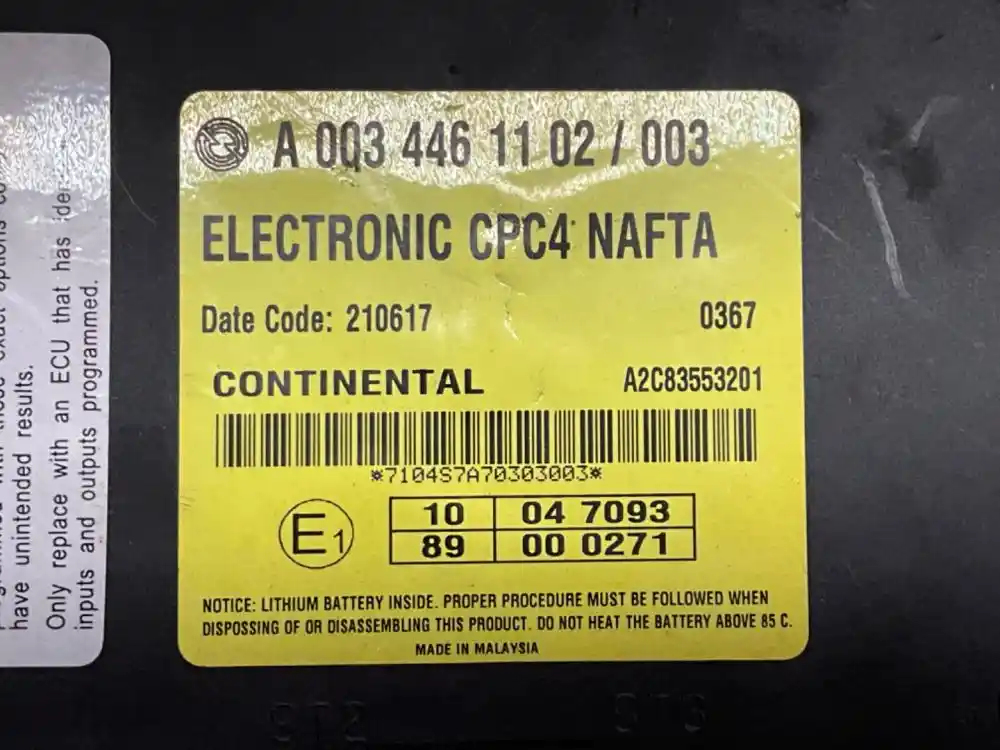 A 003 446 11 02 / 003
ELECTRONIC CPC4 NAFTA
Date Code: 210617 0367
CONTINENTAL A2C83553201
*7104S7A70303003*
E1
10 04 7093
89 00 0271
NOTICE: LITHIUM BATTERY INSIDE. PROPER PROCEDURE MUST BE FOLLOWED WHEN
DISPOSSING OF OR DISASSEMBLING THIS PRODUCT. DO NOT HEAT THE BATTERY ABOVE 85 C.
MADE IN MALAYSIA
have unintended results.
Only replace with an ECU that has
inputs and outputs programmed.